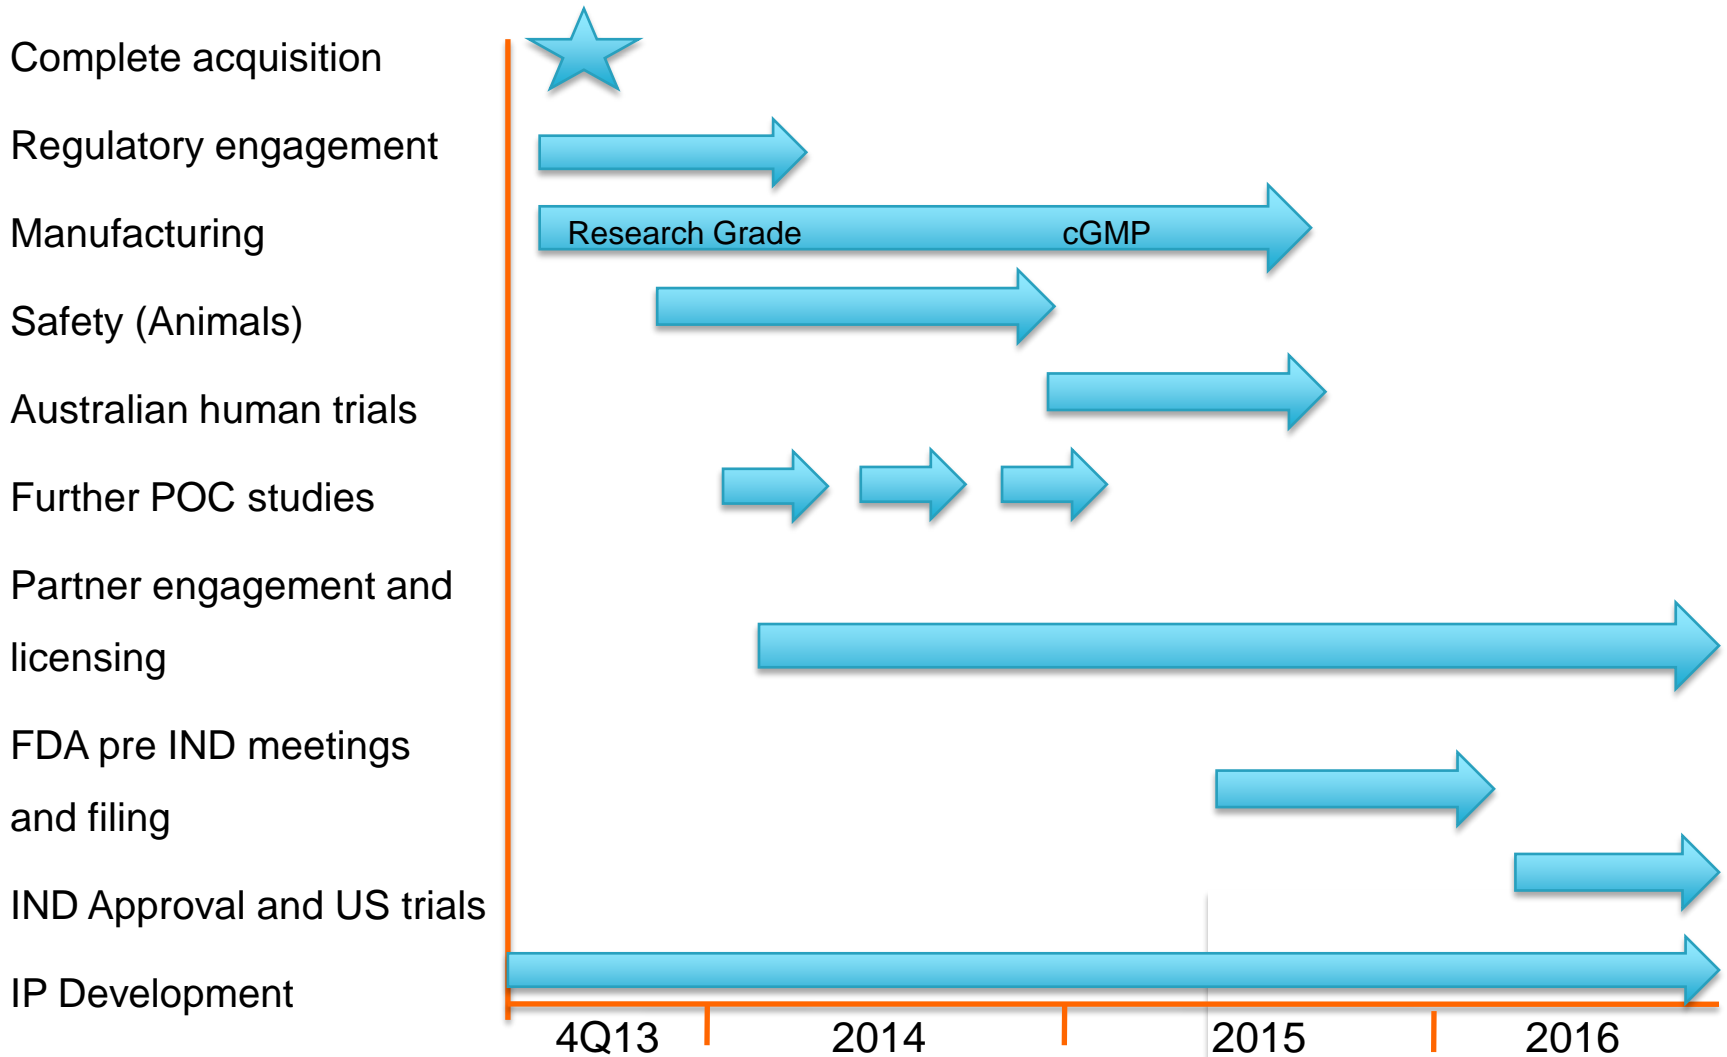 Complete acquisition
Regulatory engagement
Manufacturing
Research Grade
cGMP
Safety (Animals)
Australian human trials
Further POC studies
Partner engagement and
licensing
FDA pre IND meetings
and filing
IND Approval and US trials
IP Development
4Q13
2014
2015
2016